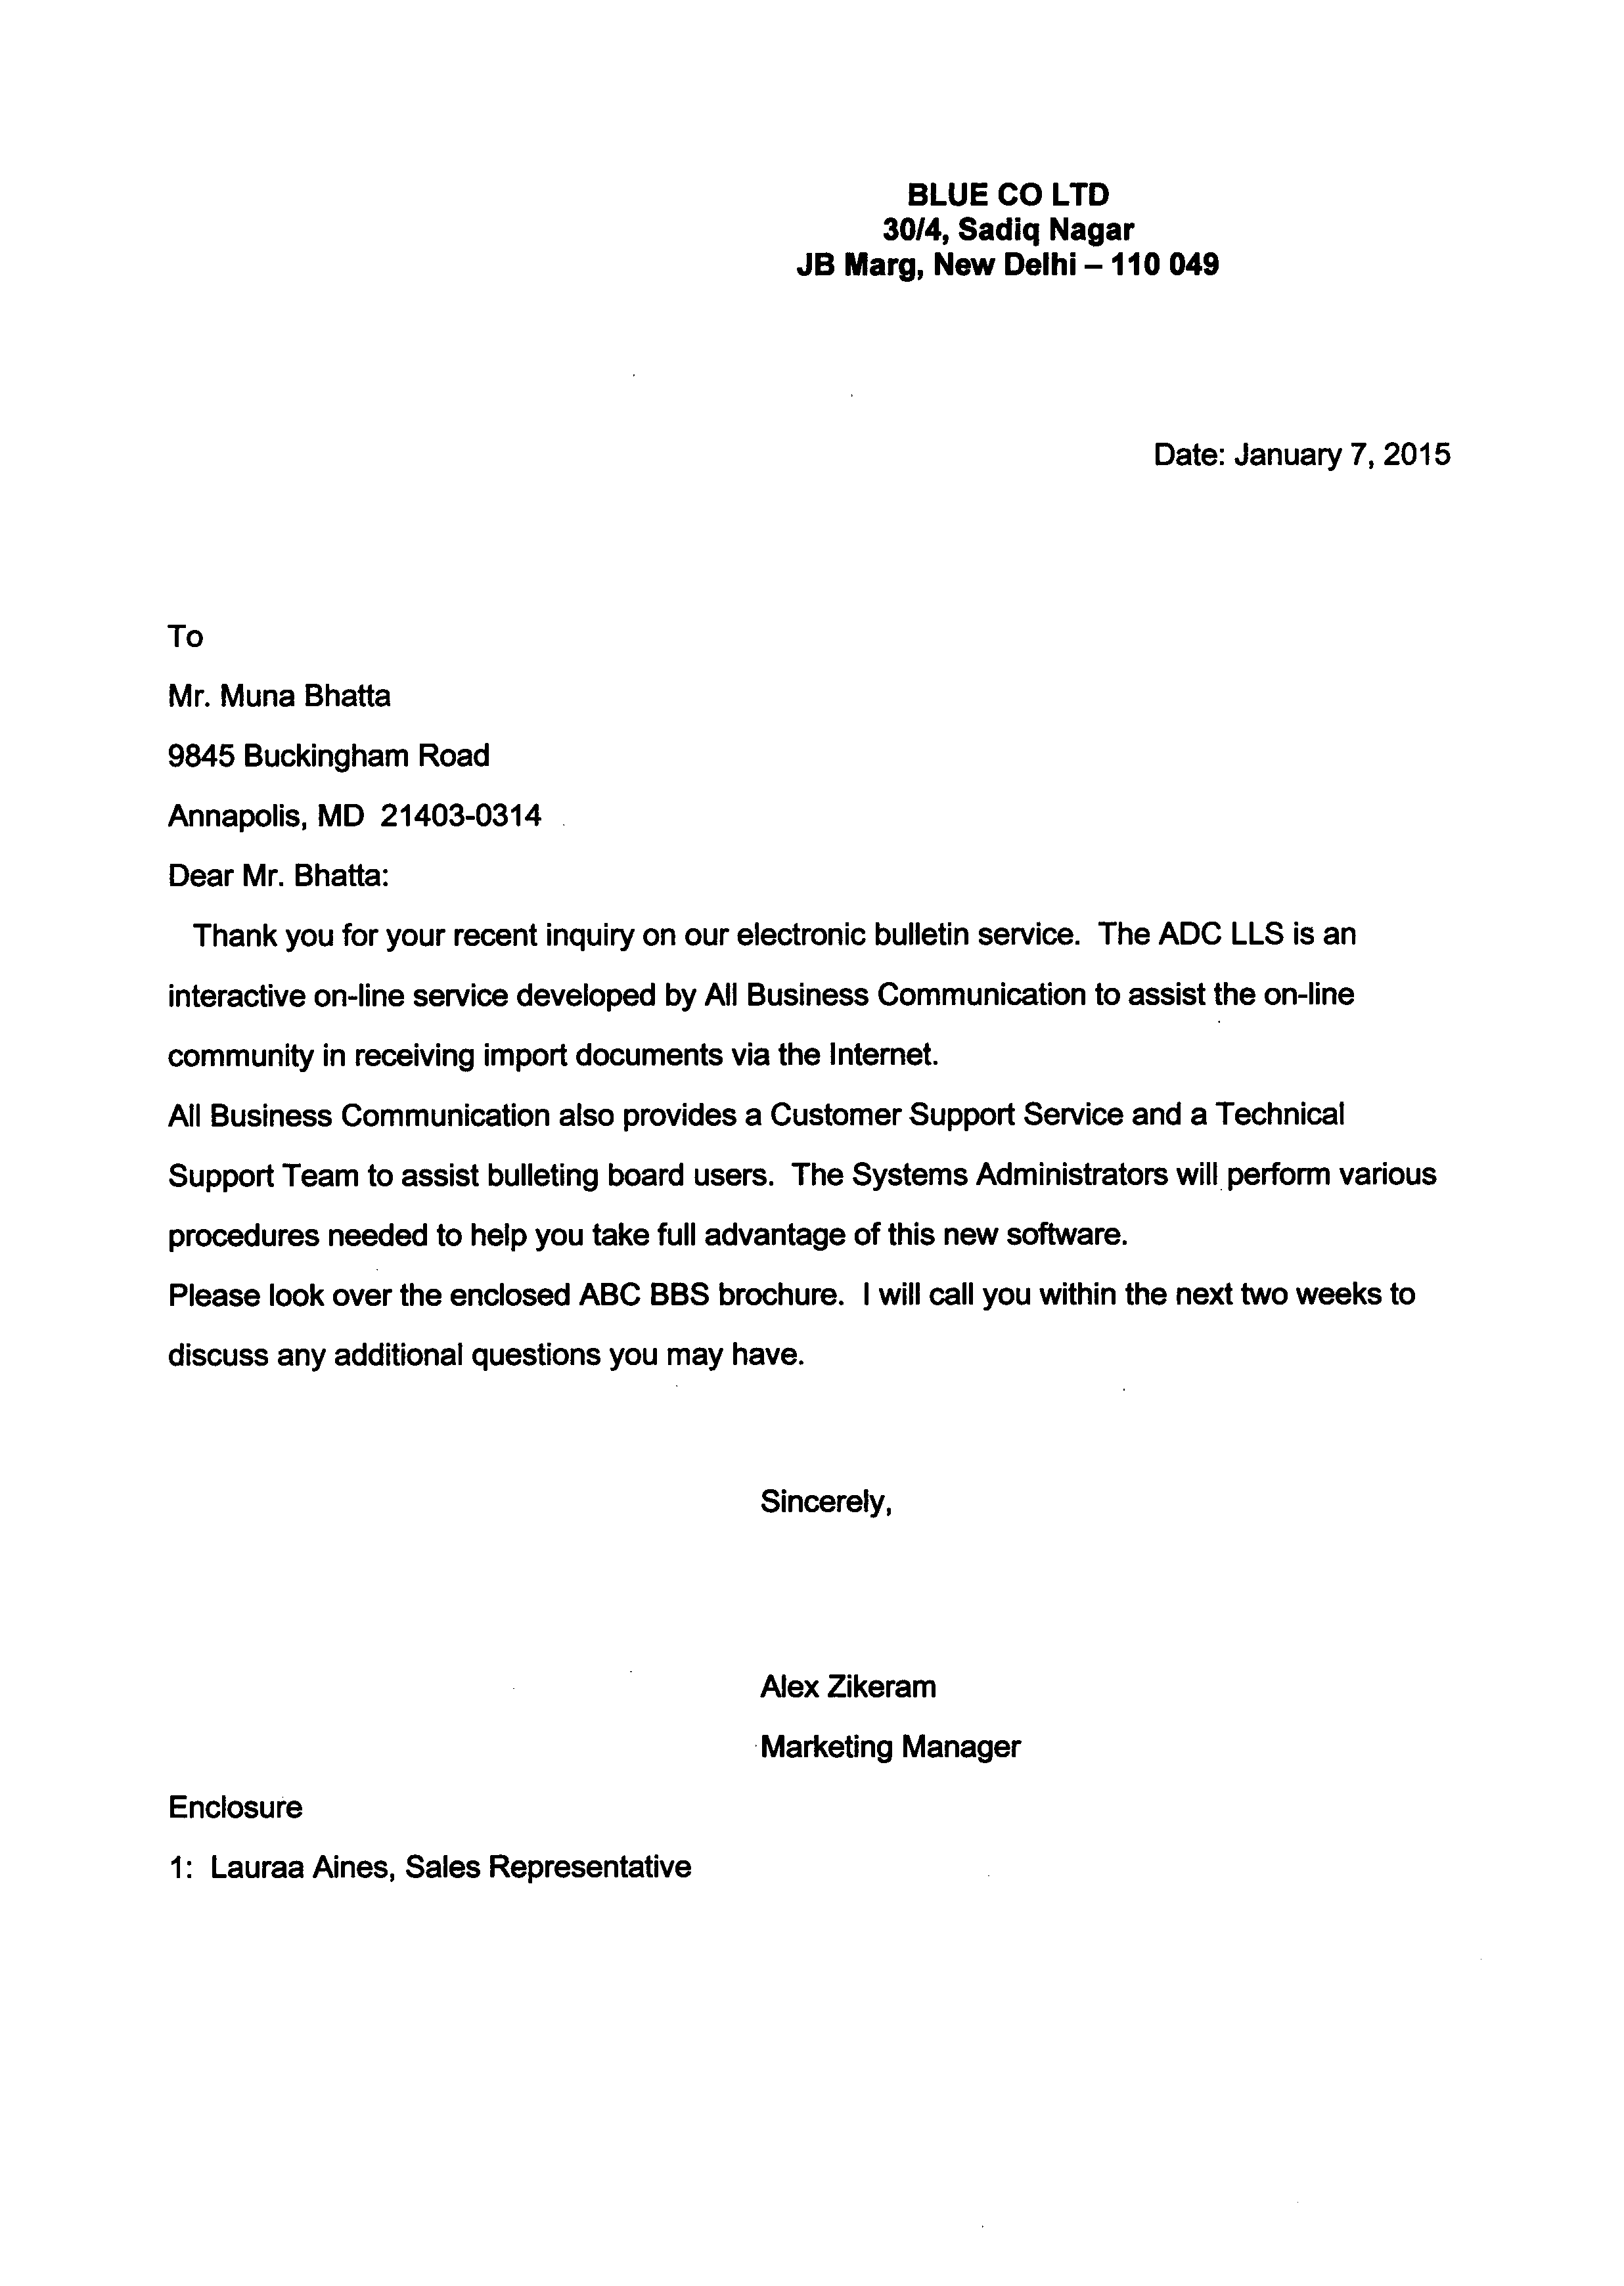 BLUE CO LTD
30/4, Sadiq Nagar
JB Marg, New Delhi – 110 049
Date: January 7, 2015
To
Mr. Muna Bhatta
9845 Buckingham Road
Annapolis, MD  21403-0314
Dear Mr. Bhatta:
Thank you for your recent inquiry on our electronic bulletin service.  The ADC LLS is an
interactive on-line service developed by All Business Communication to assist the on-line
community in receiving import documents via the Internet.
All Business Communication also provides a Customer Support Service and a Technical
Support Team to assist bulleting board users.  The Systems Administrators will perform various
procedures needed to help you take full advantage of this new software.
Please look over the enclosed ABC BBS brochure.  I will call you within the next two weeks to
discuss any additional questions you may have.
Sincerely,
Alex Zikeram
Marketing Manager
Enclosure
1:  Lauraa Aines, Sales Representative